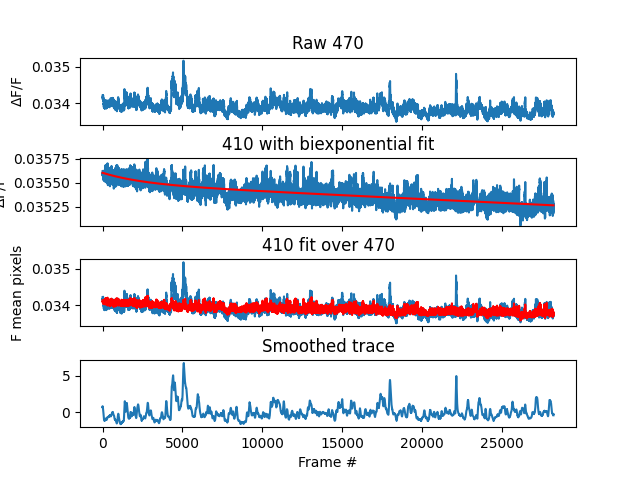 Raw 470
0.035
0.034
ΔF/F
410 with biexponential fit
0.03575
0.03550
0.03525
ΔF/F
410 fit over 470
0.035
0.034
F mean pixels
Smoothed trace
5
0
0 5000 10000 15000 20000 25000
Frame #